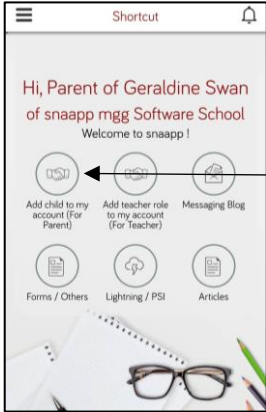 Shortcut
Hi, Parent of Geraldine Swan
of snaapp mgg Software School
Welcome to snaapp !
Add child to my
account (For
Parent)
Add teacher role
to my account
(For Teacher)
Messaging Blog
Forms / Others
Lightning / PSI
Articles